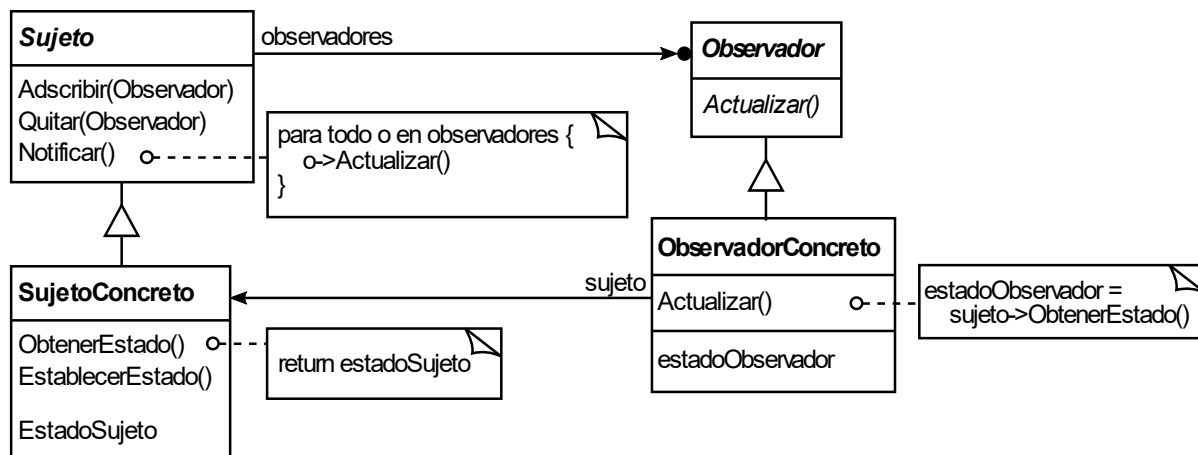 Sujeto
observadores
Observador
Adscribir(Observador)
Quitar(Observador)
Notificar()
para todo o en observadores {
o->Actualizar()
}
Actualizar()
SujetoConcreto
ObtenerEstado()
EstablecerEstado()
EstadoSujeto
return estadoSujeto
sujeto
ObservadorConcreto
Actualizar()
estadoObservador
estadoObservador =
sujeto->ObtenerEstado()